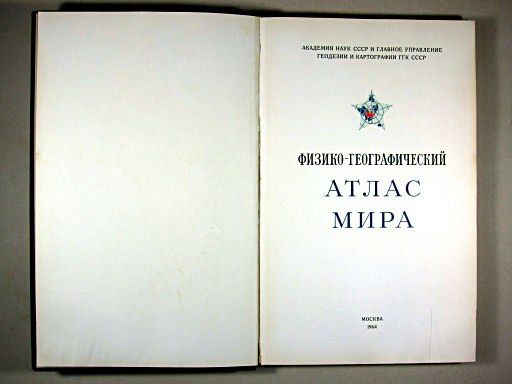 АКАДЕМИЯ НАУК СССР И ГЛАВНОЕ УПРАВЛЕНИЕ
ГЕОДЕЗИИ И КАРТОГРАФИИ ГГК СССР
ФИЗИКО-ГЕОГРАФИЧЕСКИЙ
АТЛАС
МИРА
МОСКВА
1964